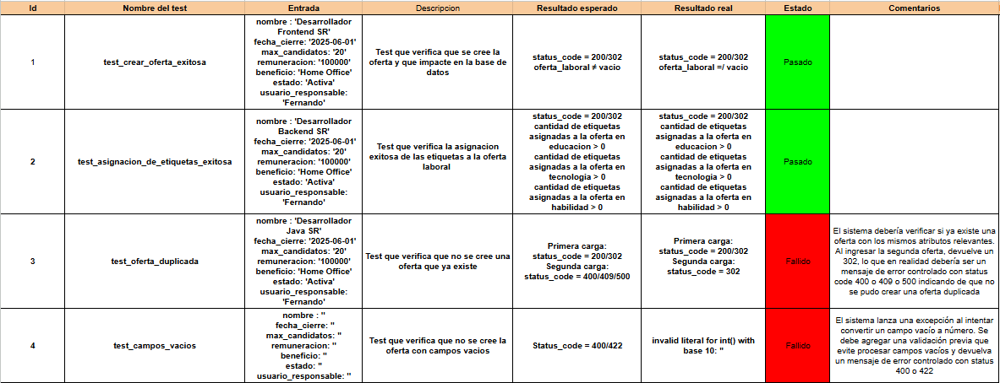 Id Nombre del test Entrada Descripcion Resultado esperado Resultado real Estado Comentarios
1
test_crear_oferta_exitosa
nombre : 'Desarrollador
Frontend SR'
fecha_cierre: '2025-06-01'
max_candidatos: '20'
remuneracion: '100000'
beneficio: 'Home Office'
estado: 'Activa'
usuario_responsable:
'Fernando'
Test que verifica que se cree la
oferta y que impacte en la base de
datos
status_code = 200/302
oferta_laboral ≠ vacio
status_code = 200/302
oferta_laboral =/ vacio
Pasado
2
test_asignacion_de_etiquetas_exitosa
nombre : 'Desarrollador
Backend SR'
fecha_cierre: '2025-06-01'
max_candidatos: '20'
remuneracion: '100000'
beneficio: 'Home Office'
estado: 'Activa'
usuario_responsable:
'Fernando'
Test que verifica la asignacion
exitosa de las etiquetas a la oferta
laboral
status_code = 200/302
cantidad de etiquetas
asignadas a la oferta en
educacion > 0
cantidad de etiquetas
asignadas a la oferta en
tecnologia > 0
cantidad de etiquetas
asignadas a la oferta en
habilidad > 0
status_code = 200/302
cantidad de etiquetas
asignadas a la oferta en
educacion > 0
cantidad de etiquetas
asignadas a la oferta en
tecnologia > 0
cantidad de etiquetas
asignadas a la oferta en
habilidad > 0
Pasado
3
test_oferta_duplicada
nombre : 'Desarrollador
Java SR'
fecha_cierre: '2025-06-01'
max_candidatos: '20'
remuneracion: '100000'
beneficio: 'Home Office'
estado: 'Activa'
usuario_responsable:
'Fernando'
Test que verifica que no se cree una
oferta que ya existe
Primera carga:
status_code = 200/302
Segunda carga:
status_code = 400/409/500
Primera carga:
status_code = 200/302
Segunda carga:
status_code = 302
Fallido
El sistema debería verificar si ya existe una
oferta con los mismos atributos relevantes.
Al ingresar la segunda oferta, devuelve un
302, lo que en realidad debería ser un
mensaje de error controlado con status
code 400 o 409 o 500 indicando de que no
se pudo crear una oferta duplicada
4
test_campos_vacios
nombre : ''
fecha_cierre: ''
max_candidatos: ''
remuneracion: ''
beneficio: ''
estado: ''
usuario_responsable: ''
Test que verifica que no se cree la
oferta con campos vacios
Status_code = 400/422
invalid literal for int() with
base 10: ''
Fallido
El sistema lanza una excepción al intentar
convertir un campo vacío a número. Se
debe agregar una validación previa que
evite procesar campos vacíos y devuelva
un mensaje de error controlado con status
400 o 422